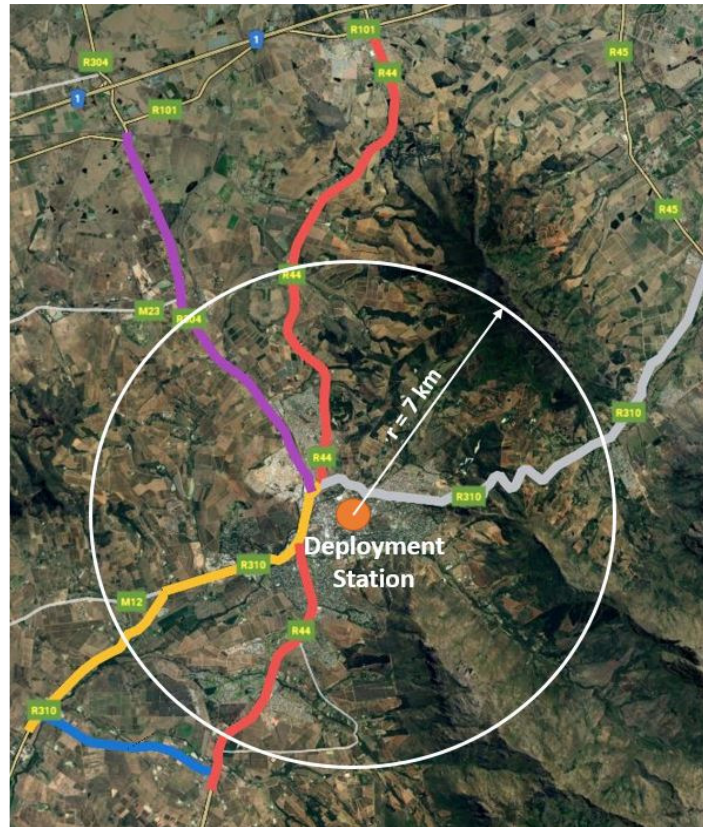 R101
1
R304
R45
R44
1
R101
R45
R44
M23
R304
r = 7 km
R310
R44
R310
Deployment
Station
R310
M12
R44
R310